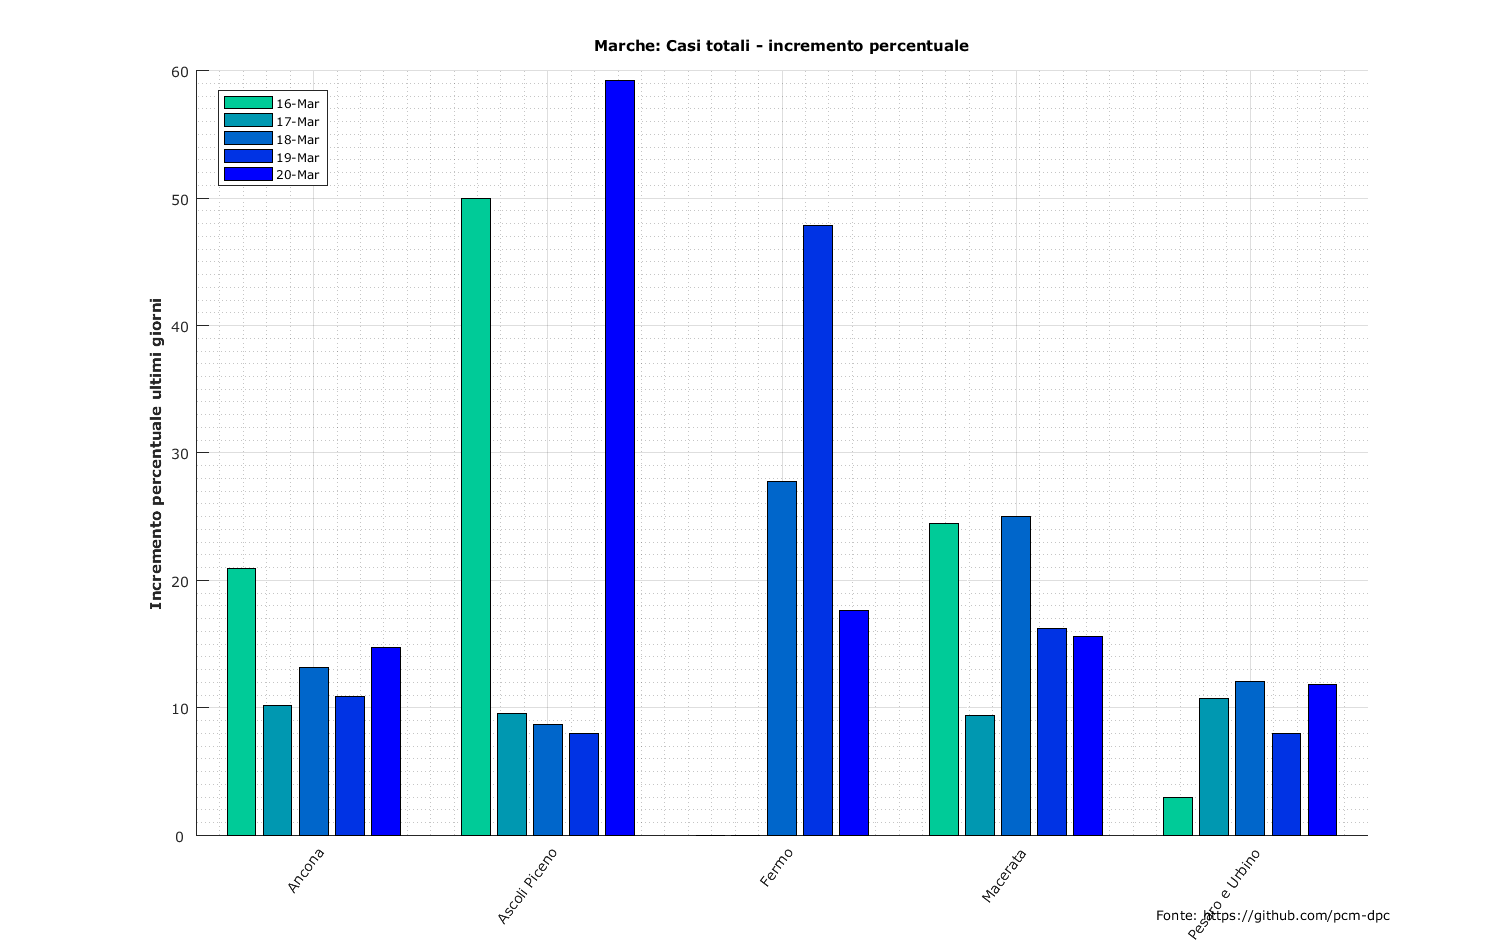 Marche: Casi totali - incremento percentuale
60
50
40
30
20
10
0
Incremento percentuale ultimi giorni
16-Mar
17-Mar
18-Mar
19-Mar
20-Mar
Ancona
Ascoli Piceno
Fermo
Macerata
Pesaro e Urbino
Fonte: https://github.com/pcm-dpc